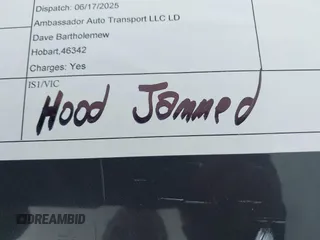 Dispatch: 06/17/2025
Ambassador Auto Transport LLC LD
Dave Bartholemew
Hobart,46342
Charges: Yes
IS1/VIC
Hood Jammed
DREAMBID